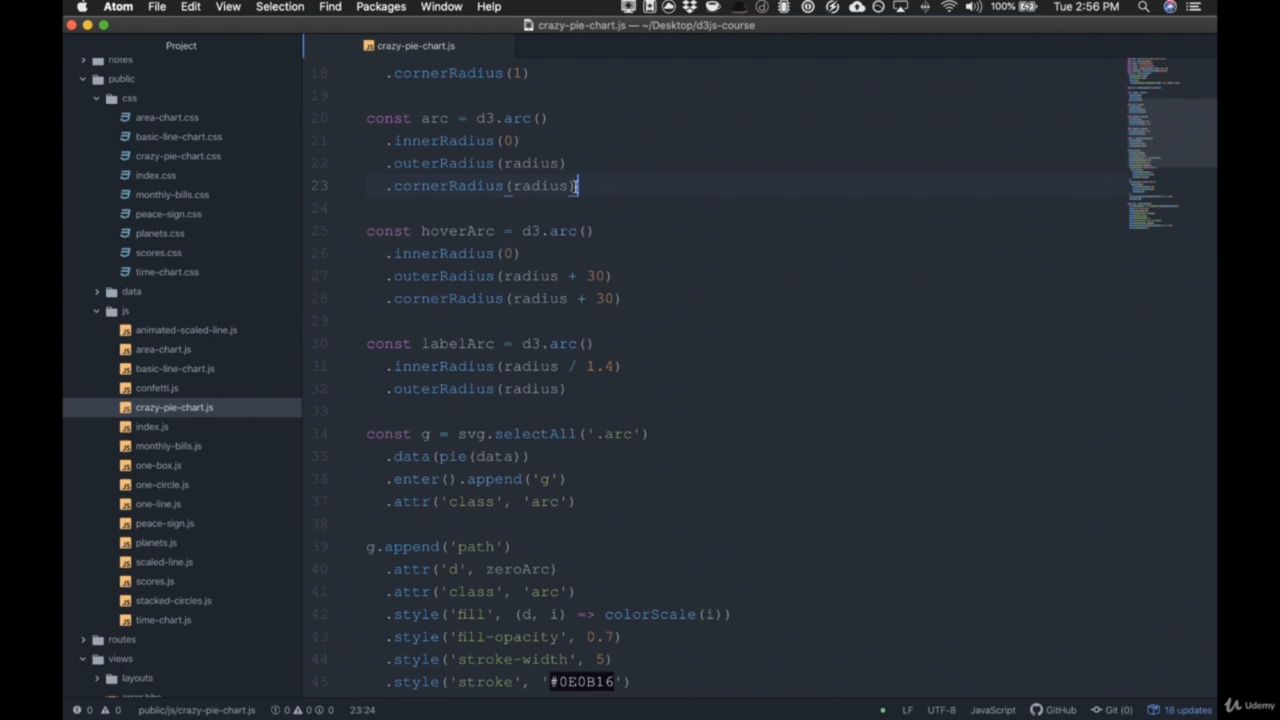 Atom File Edit View Selection Find Packages Window Help 100% Tue 2:56 PM
crazy-pie-chart.js — ~/Desktop/d3js-course
Project
crazy-pie-chart.js
notes
public
css
area-chart.css
basic-line-chart.css
crazy-pie-chart.css
index.css
monthly-bills.css
peace-sign.css
planets.css
scores.css
time-chart.css
data
js
animated-scaled-line.js
area-chart.js
basic-line-chart.js
confetti.js
crazy-pie-chart.js
index.js
monthly-bills.js
one-box.js
one-circle.js
one-line.js
peace-sign.js
planets.js
scaled-line.js
scores.js
stacked-circles.js
time-chart.js
routes
views
layouts
error.hbs
18 .cornerRadius(1)
19
20 const arc = d3.arc()
21 .innerRadius(0)
22 .outerRadius(radius)
23 .cornerRadius(radius)
24
25 const hoverArc = d3.arc()
26 .innerRadius(0)
27 .outerRadius(radius + 30)
28 .cornerRadius(radius + 30)
29
30 const labelArc = d3.arc()
31 .innerRadius(radius / 1.4)
32 .outerRadius(radius)
33
34 const g = svg.selectAll('.arc')
35 .data(pie(data))
36 .enter().append('g')
37 .attr('class', 'arc')
38
39 g.append('path')
40 .attr('d', zeroArc)
41 .attr('class', 'arc')
42 .style('fill', (d, i) => colorScale(i))
43 .style('fill-opacity', 0.7)
44 .style('stroke-width', 5)
45 .style('stroke', '#0E0B16')
0 0 public/js/crazy-pie-chart.js 0 0 0 23:24 LF UTF-8 JavaScript GitHub Git (0) 18 updates
Udemy